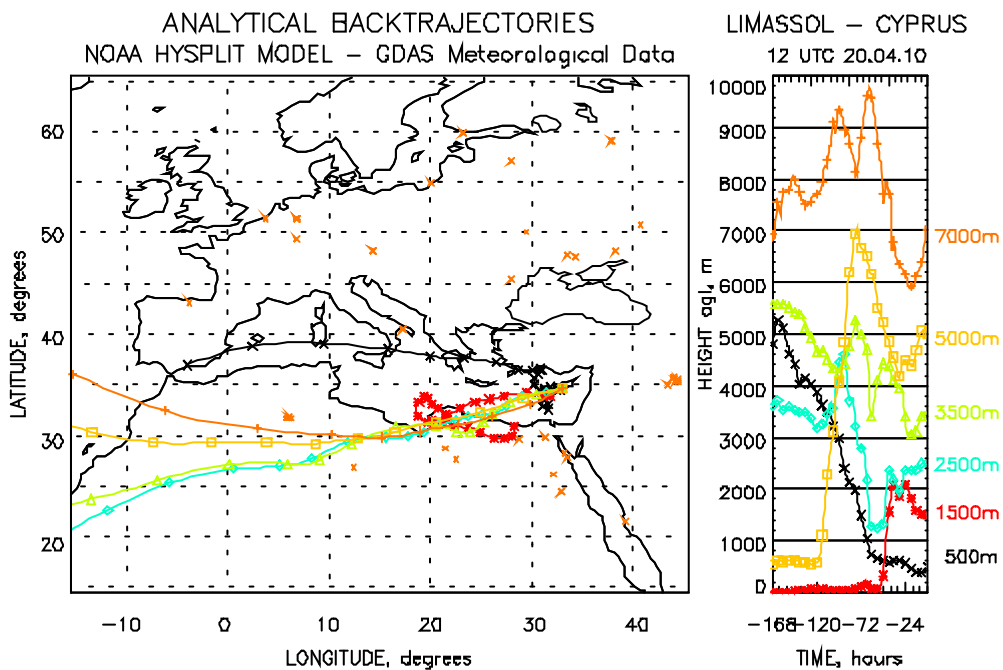 ANALYTICAL BACKTRAJECTORIES
NOAA HYSPLIT MODEL – GDAS Meteorological Data
LATITUDE, degrees
60
50
40
30
20
-10
0
10
20
30
40
LONGITUDE, degrees
LIMASSOL – CYPRUS
12 UTC 20.04.10
HEIGHT agl, m
10000
9000
8000
7000
6000
5000
4000
3000
2000
1000
0
7000m
5000m
3500m
2500m
1500m
500m
-168
-120
-72
-24
TIME, hours